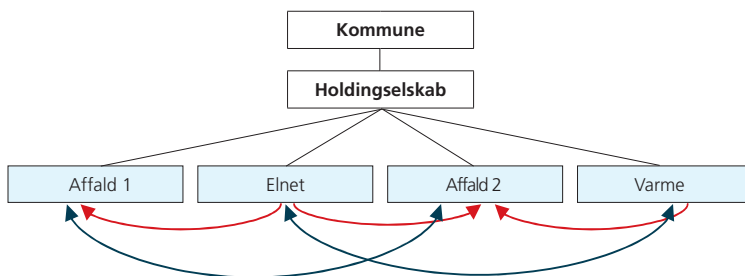 Kommune
Holdingselskab
Affald 1
Elnet
Affald 2
Varme